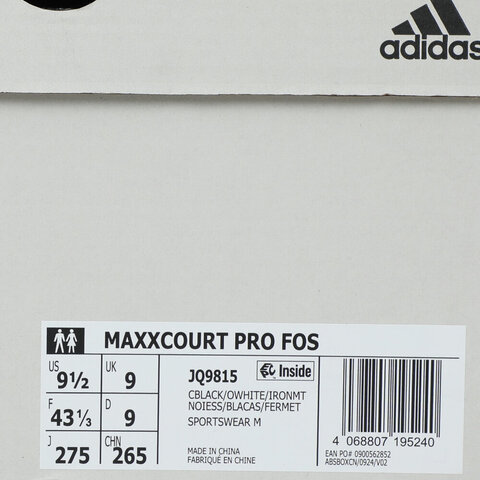 adidas
MAXXCOURT PRO FOS
US 9½ UK 9
F 43⅓ D 9
J 275 CHN 265
JQ9815 Inside
CBLACK/OWHITE/IRONMT
NOIESS/BLACAS/FERMET
SPORTSWEAR M
MADE IN CHINA
FABRIQUÉ EN CHINE
4 068807 195240
EAN PO# 0900562852
ABSBOXCN/0924/V02